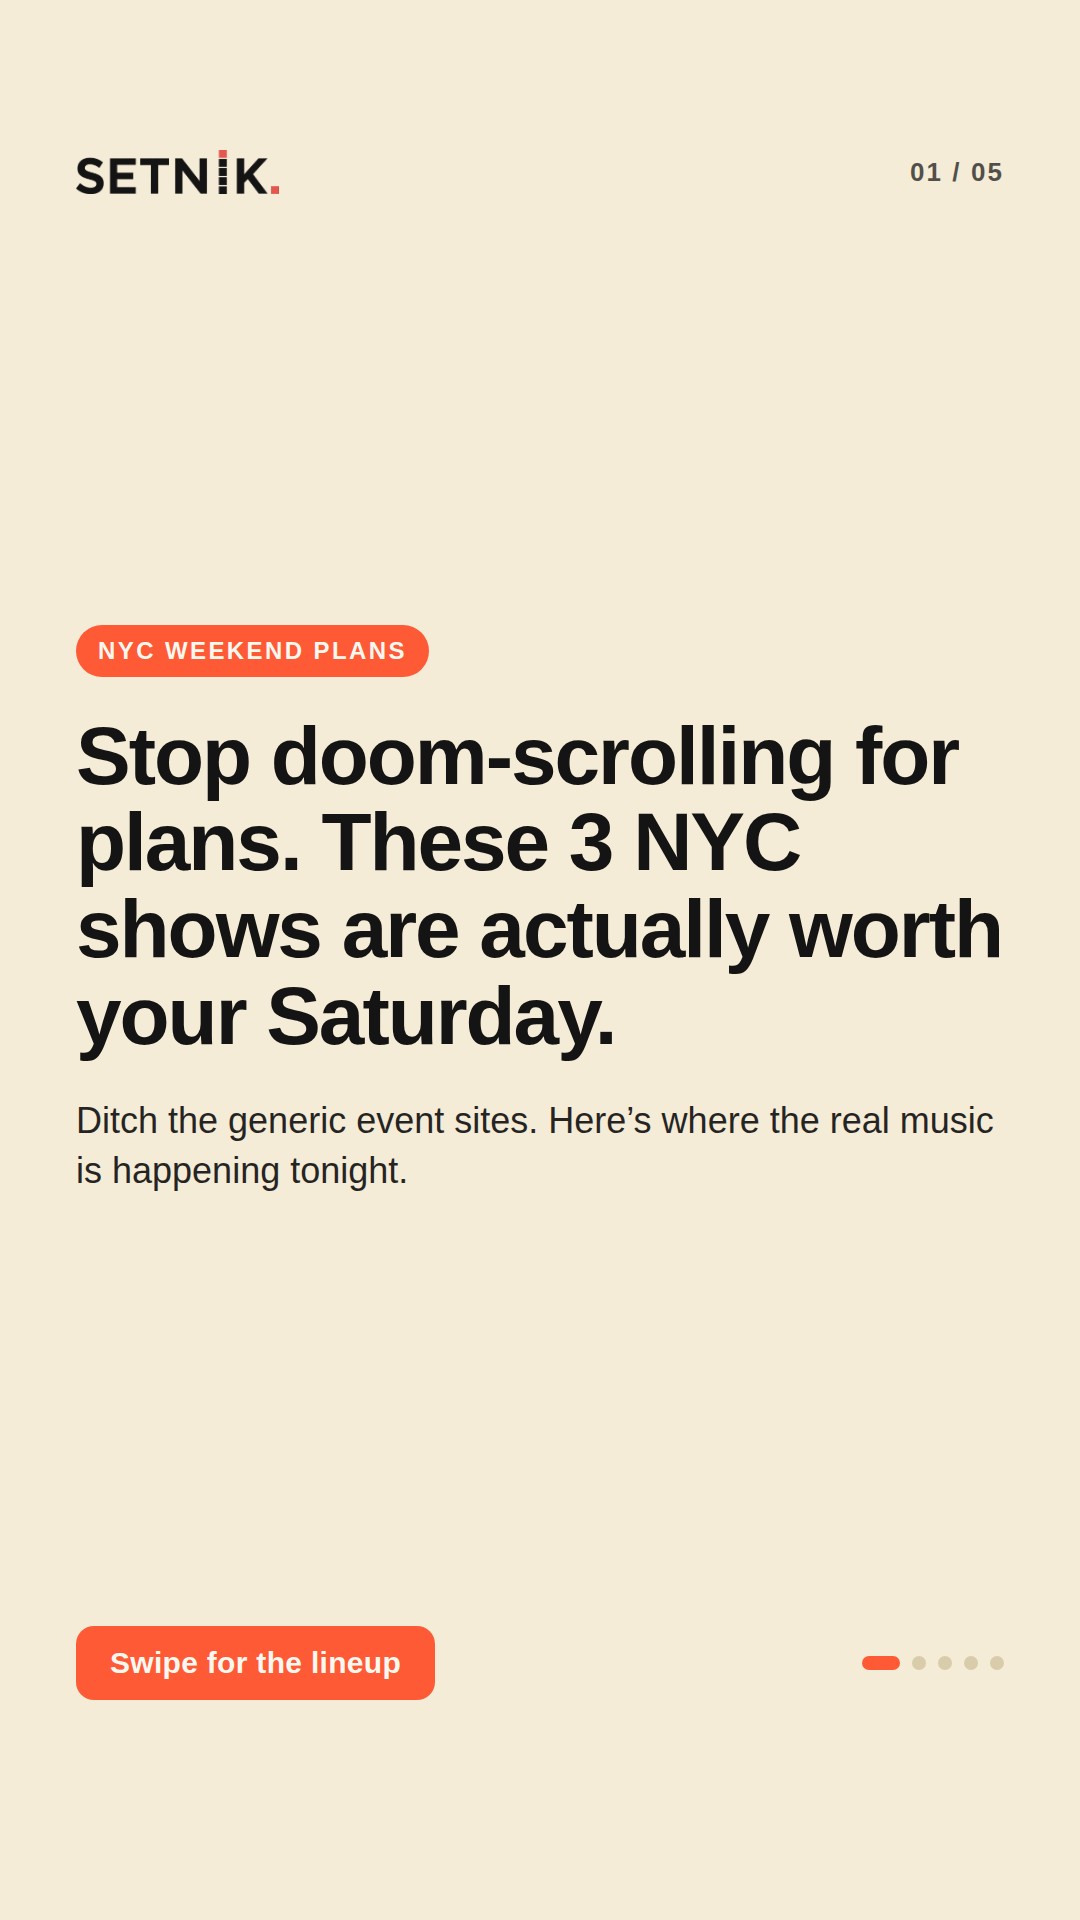 SETNIK.
01 / 05
NYC WEEKEND PLANS
Stop doom-scrolling for
plans. These 3 NYC
shows are actually worth
your Saturday.
Ditch the generic event sites. Here’s where the real music
is happening tonight.
Swipe for the lineup